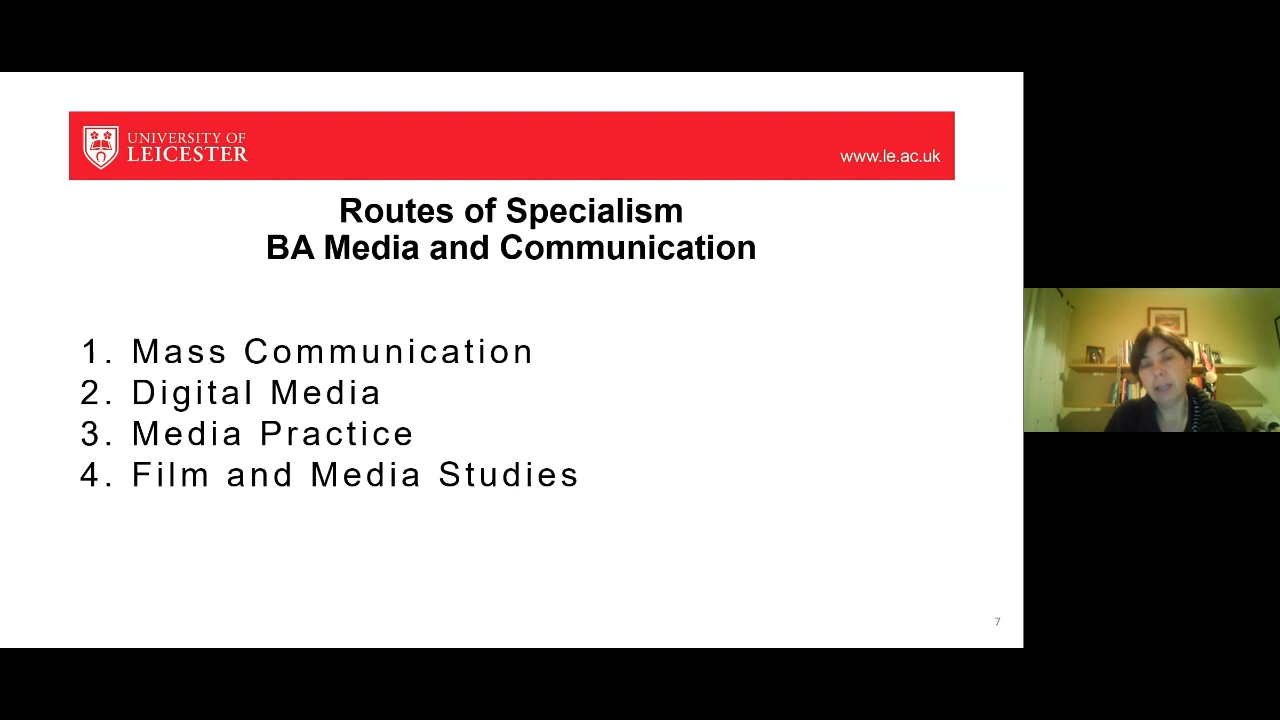 UNIVERSITY OF
LEICESTER
www.le.ac.uk
Routes of Specialism
BA Media and Communication
1. Mass Communication
2. Digital Media
3. Media Practice
4. Film and Media Studies
7